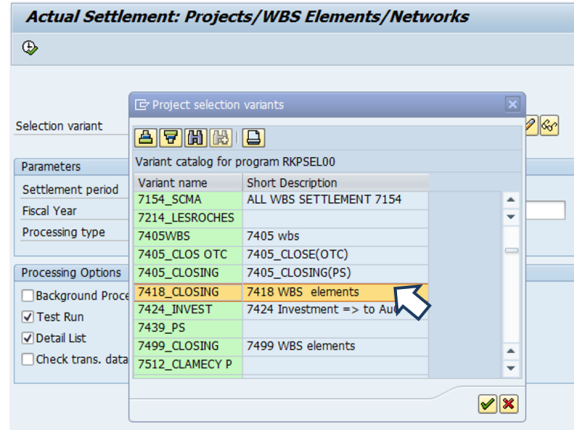 Actual Settlement: Projects/WBS Elements/Networks
Project selection variants
Selection variant
Variant catalog for program RKPSEL00
Parameters
Variant name Short Description
Settlement period
7154_SCMA ALL WBS SETTLEMENT 7154
Fiscal Year
7214_LESROCHES
Processing type
7405WBS 7405 wbs
7405_CLOS OTC 7405_CLOSE(OTC)
Processing Options
7405_CLOSING 7405_CLOSING(PS)
Background Proce
7418_CLOSING 7418 WBS elements
Test Run
7424_INVEST 7424 Investment => to Au
7439_PS
Detail List
7499_CLOSING 7499 WBS elements
Check trans. data
7512_CLAMECY P